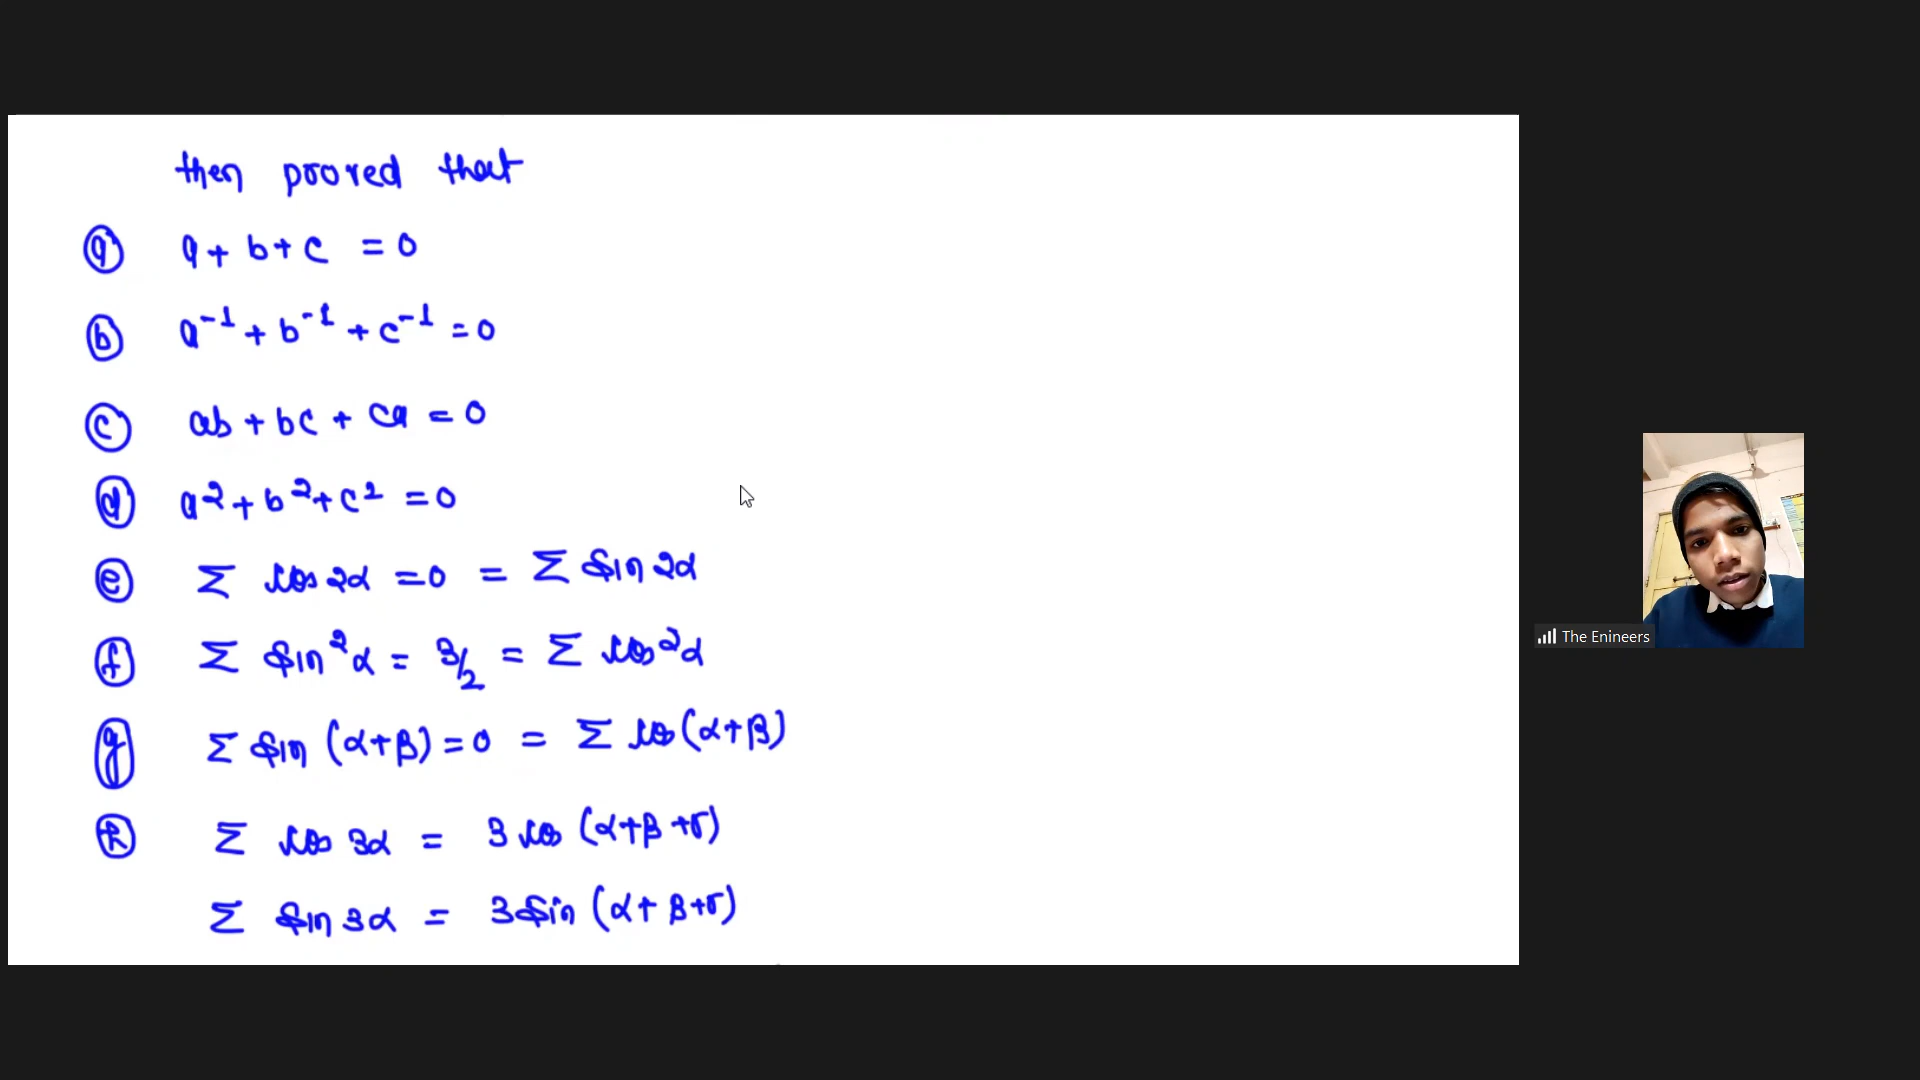 then proved that
(a) a + b + c = 0
(b) a⁻¹ + b⁻¹ + c⁻¹ = 0
(c) ab + bc + ca = 0
(d) a² + b² + c² = 0
(e) Σ cos 2α = 0 = Σ sin 2α
(f) Σ sin²α = 3/2 = Σ cos²α
(g) Σ sin (α+β) = 0 = Σ cos (α+β)
(h) Σ cos 3α = 3 cos (α+β+γ)
Σ sin 3α = 3 sin (α+β+γ)
The Enineers